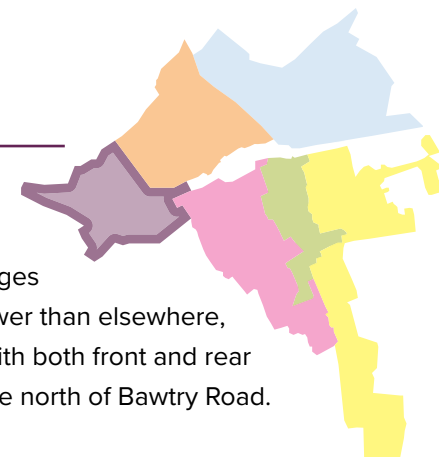 ges
wer than elsewhere,
ith both front and rear
e north of Bawtry Road.